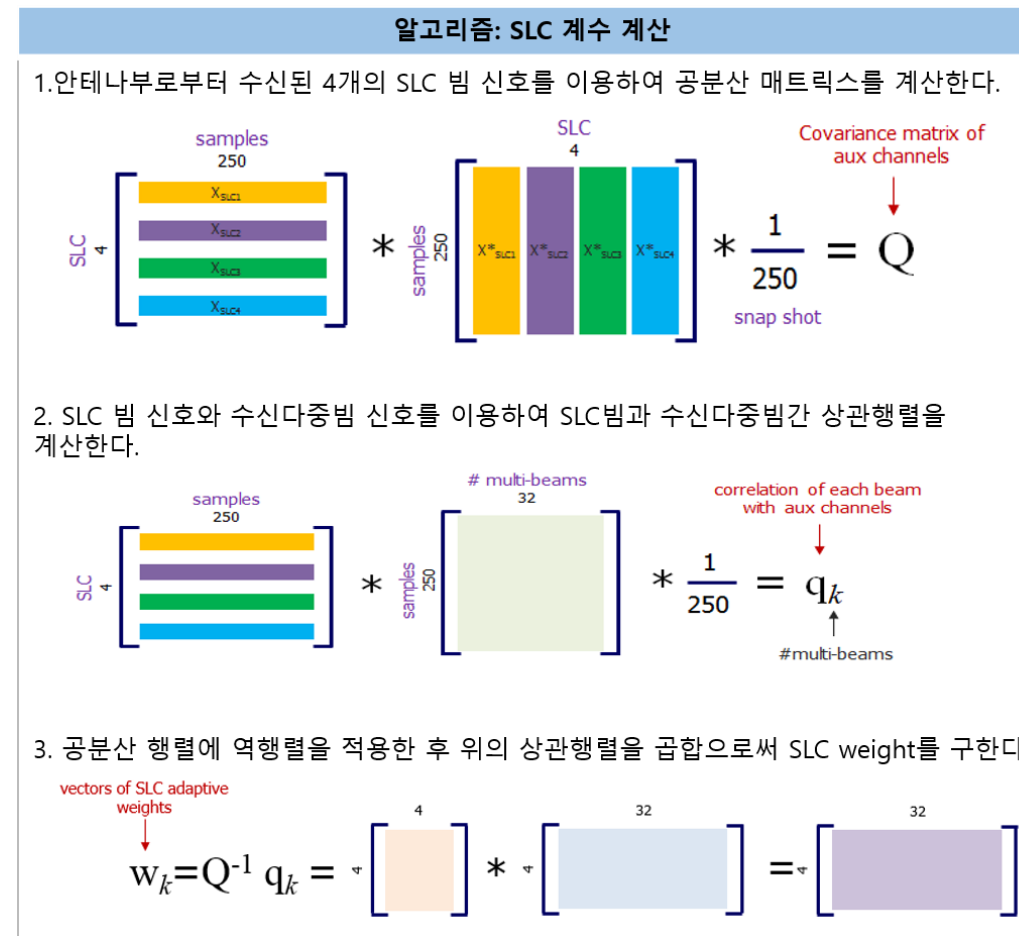 알고리즘: SLC 계수 계산
1.안테나부로부터 수신된 4개의 SLC 빔 신호를 이용하여 공분산 매트릭스를 계산한다.
samples
250
SLC
4
X_SLC1
X_SLC2
X_SLC3
X_SLC4
*
SLC
4
samples
250
X*_SLC1 X*_SLC2 X*_SLC3 X*_SLC4
* 1/250 = Q
snap shot
Covariance matrix of
aux channels
2. SLC 빔 신호와 수신다중빔 신호를 이용하여 SLC빔과 수신다중빔간 상관행렬을
계산한다.
samples
250
SLC
4
*
# multi-beams
32
samples
250
* 1/250 = q_k
correlation of each beam
with aux channels
#multi-beams
3. 공분산 행렬에 역행렬을 적용한 후 위의 상관행렬을 곱합으로써 SLC weight를 구한다
vectors of SLC adaptive
weights
w_k=Q^-1 q_k =
4
4
*
32
4
=
32
4